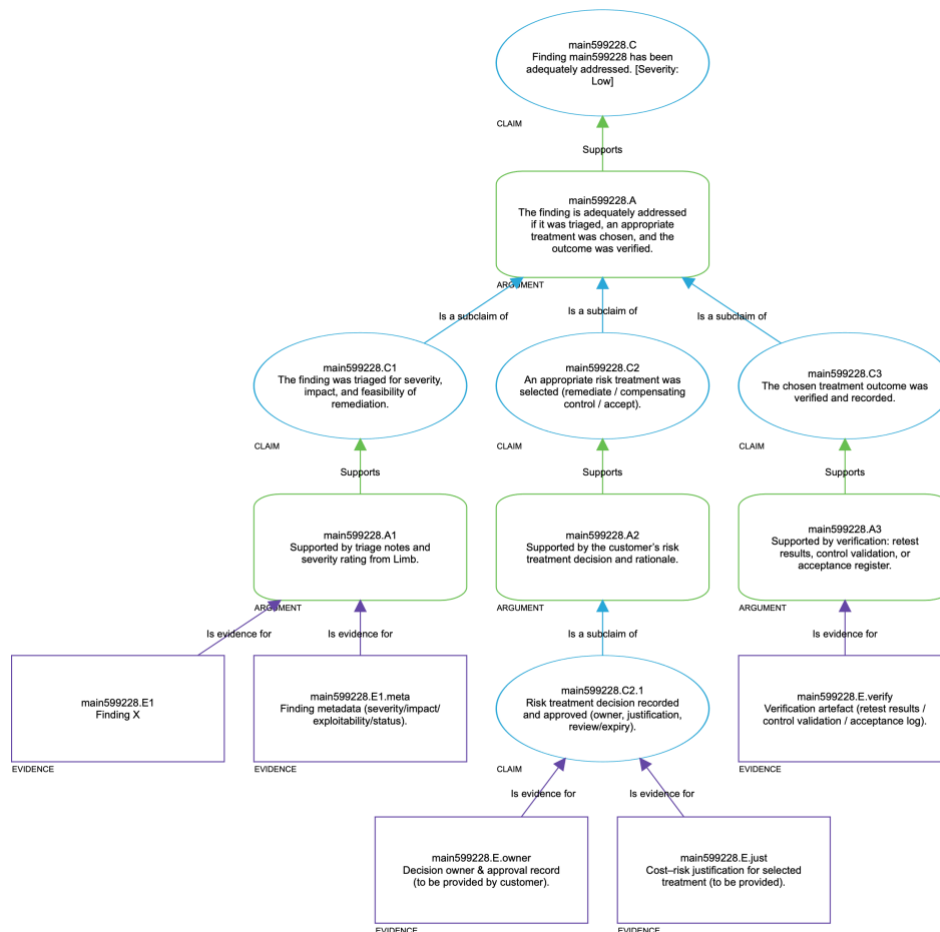 main599228.C
Finding main599228 has been
adequately addressed. [Severity:
Low]
CLAIM
Supports
main599228.A
The finding is adequately addressed
if it was triaged, an appropriate
treatment was chosen, and the
outcome was verified.
ARGUMENT
Is a subclaim of
Is a subclaim of
Is a subclaim of
main599228.C1
The finding was triaged for severity,
impact, and feasibility of
remediation.
CLAIM
main599228.C2
An appropriate risk treatment was
selected (remediate / compensating
control / accept).
CLAIM
main599228.C3
The chosen treatment outcome was
verified and recorded.
CLAIM
Supports
Supports
Supports
main599228.A1
Supported by triage notes and
severity rating from Limb.
ARGUMENT
main599228.A2
Supported by the customer's risk
treatment decision and rationale.
ARGUMENT
main599228.A3
Supported by verification: retest
results, control validation, or
acceptance register.
ARGUMENT
Is evidence for
Is evidence for
Is a subclaim of
Is evidence for
main599228.E1
Finding X
EVIDENCE
main599228.E1.meta
Finding metadata (severity/impact/
exploitability/status).
EVIDENCE
main599228.C2.1
Risk treatment decision recorded
and approved (owner, justification,
review/expiry).
CLAIM
main599228.E.verify
Verification artefact (retest results
/ control validation / acceptance log).
EVIDENCE
Is evidence for
Is evidence for
main599228.E.owner
Decision owner & approval record
(to be provided by customer).
EVIDENCE
main599228.E.just
Cost–risk justification for selected
treatment (to be provided).
EVIDENCE